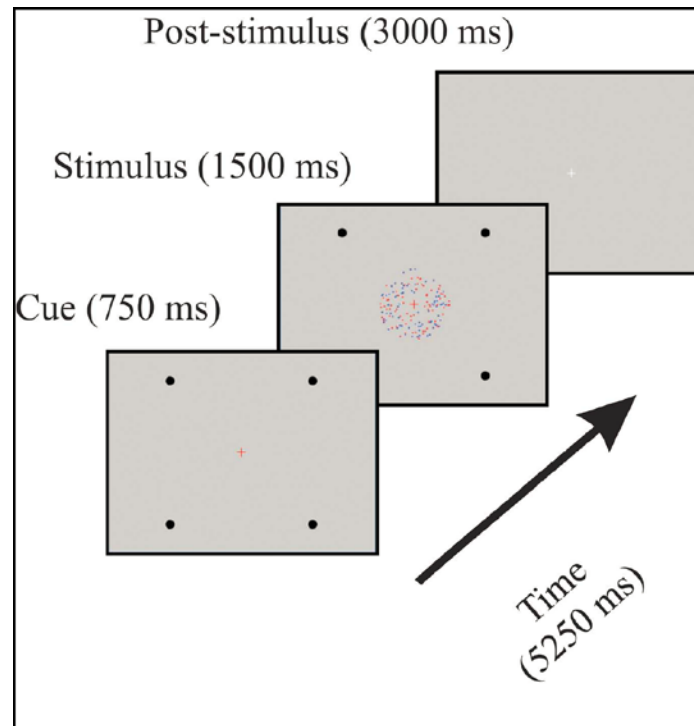 Post-stimulus (3000 ms)
Stimulus (1500 ms)
Cue (750 ms)
Time
(5250 ms)